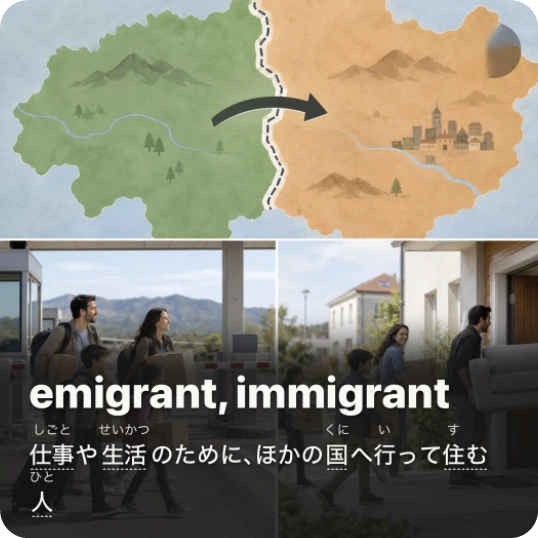 emigrant, immigrant
しごと せいかつ くに い す
仕事や生活のために、ほかの国へ行って住む
ひと
人